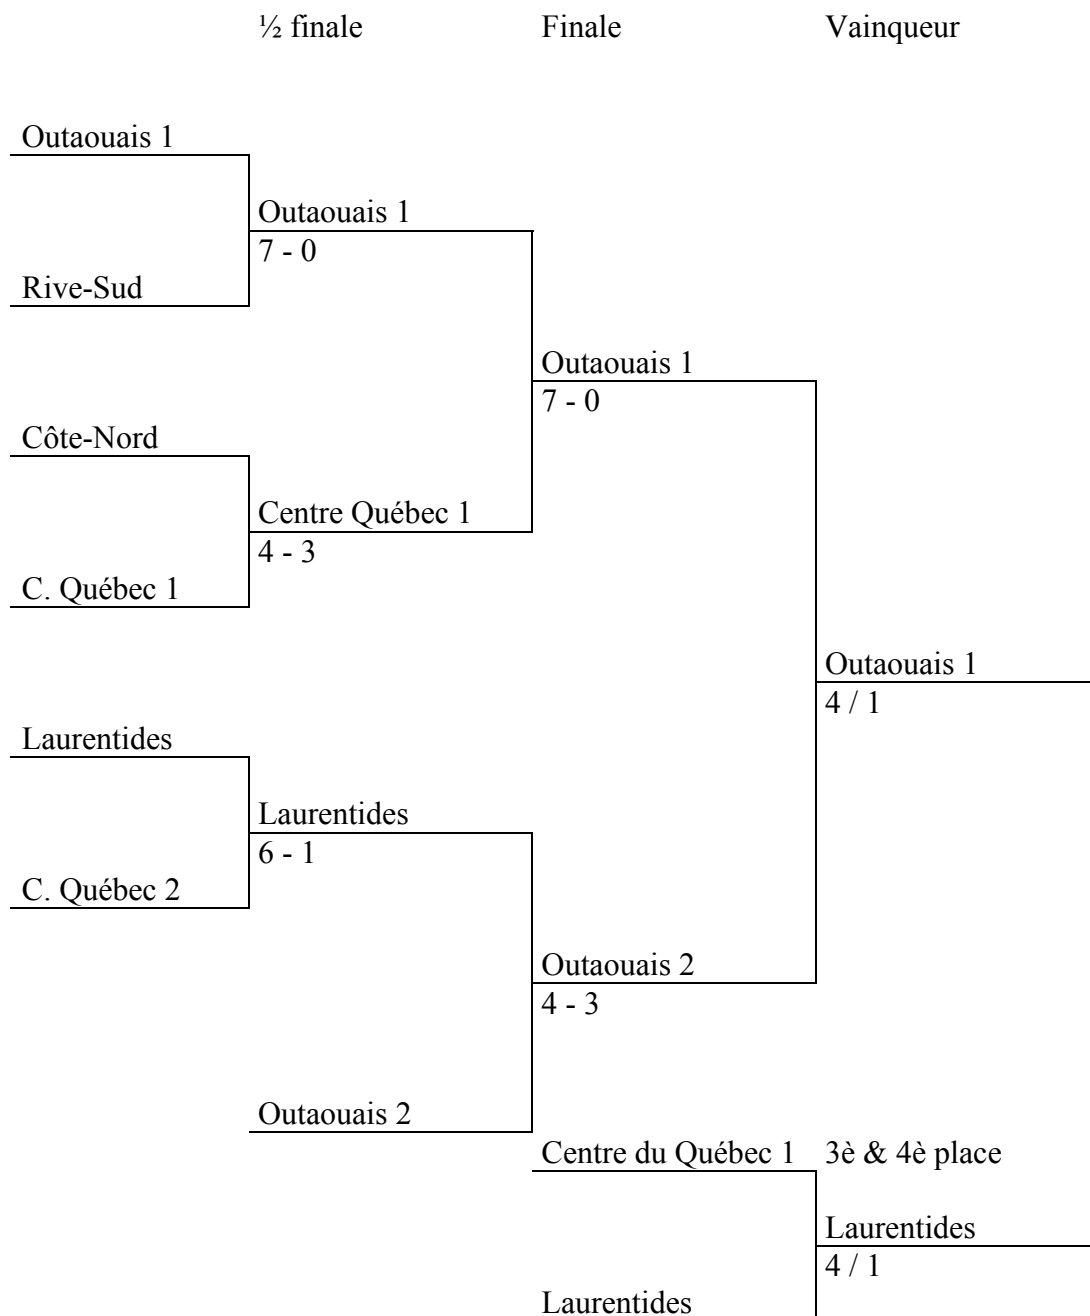 ½ finale Finale Vainqueur
Outaouais 1
Outaouais 1
7 - 0
Rive-Sud
Outaouais 1
7 - 0
Côte-Nord
Centre Québec 1
4 - 3
C. Québec 1
Outaouais 1
4 / 1
Laurentides
Laurentides
6 - 1
C. Québec 2
Outaouais 2
4 - 3
Outaouais 2
Centre du Québec 1 3è & 4è place
Laurentides
4 / 1
Laurentides